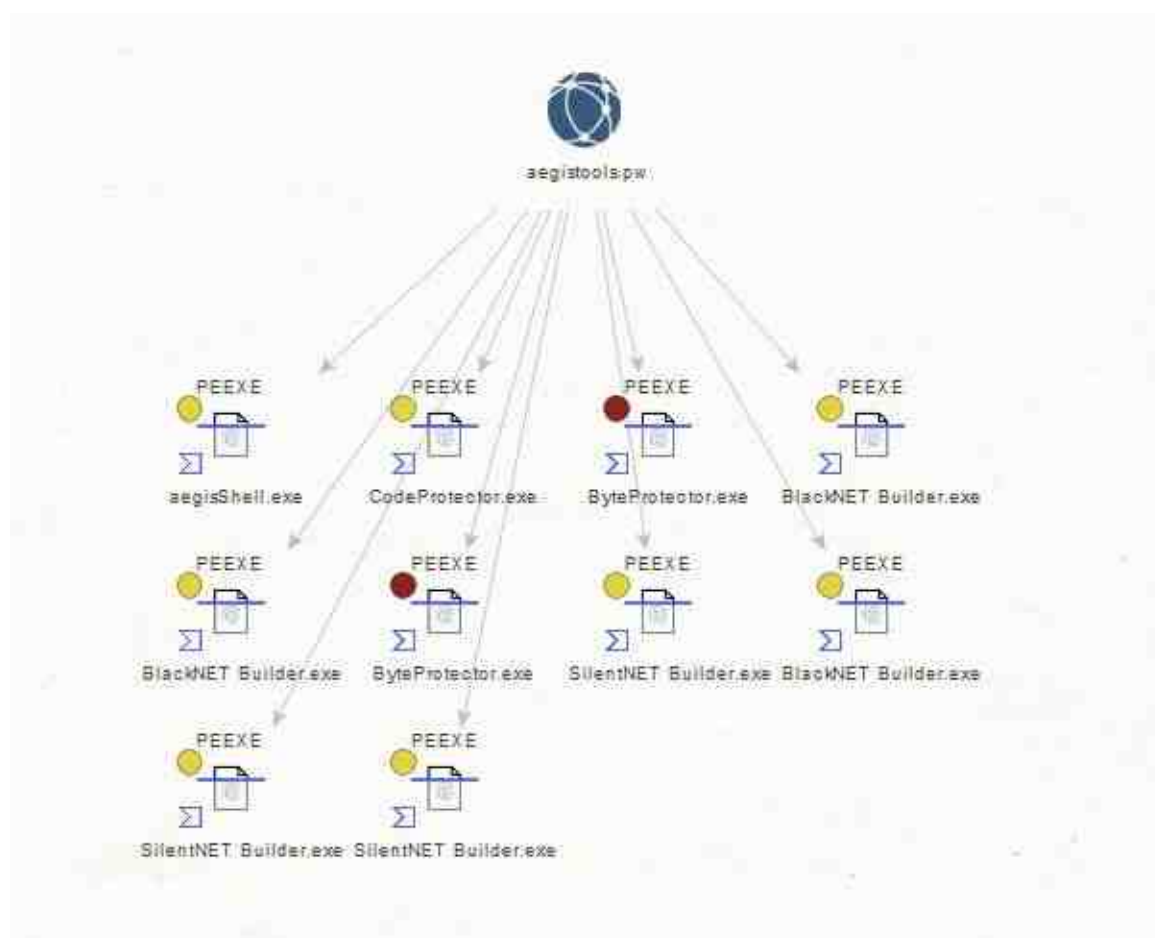 aegistools.pw
PEEXE PEEXE PEEXE PEEXE
aegisShell.exe CodeProtector.exe ByteProtector.exe BlackNET Builder.exe
PEEXE PEEXE PEEXE PEEXE
BlackNET Builder.exe ByteProtector.exe SilentNET Builder.exe BlackNET Builder.exe
PEEXE PEEXE
SilentNET Builder.exe SilentNET Builder.exe